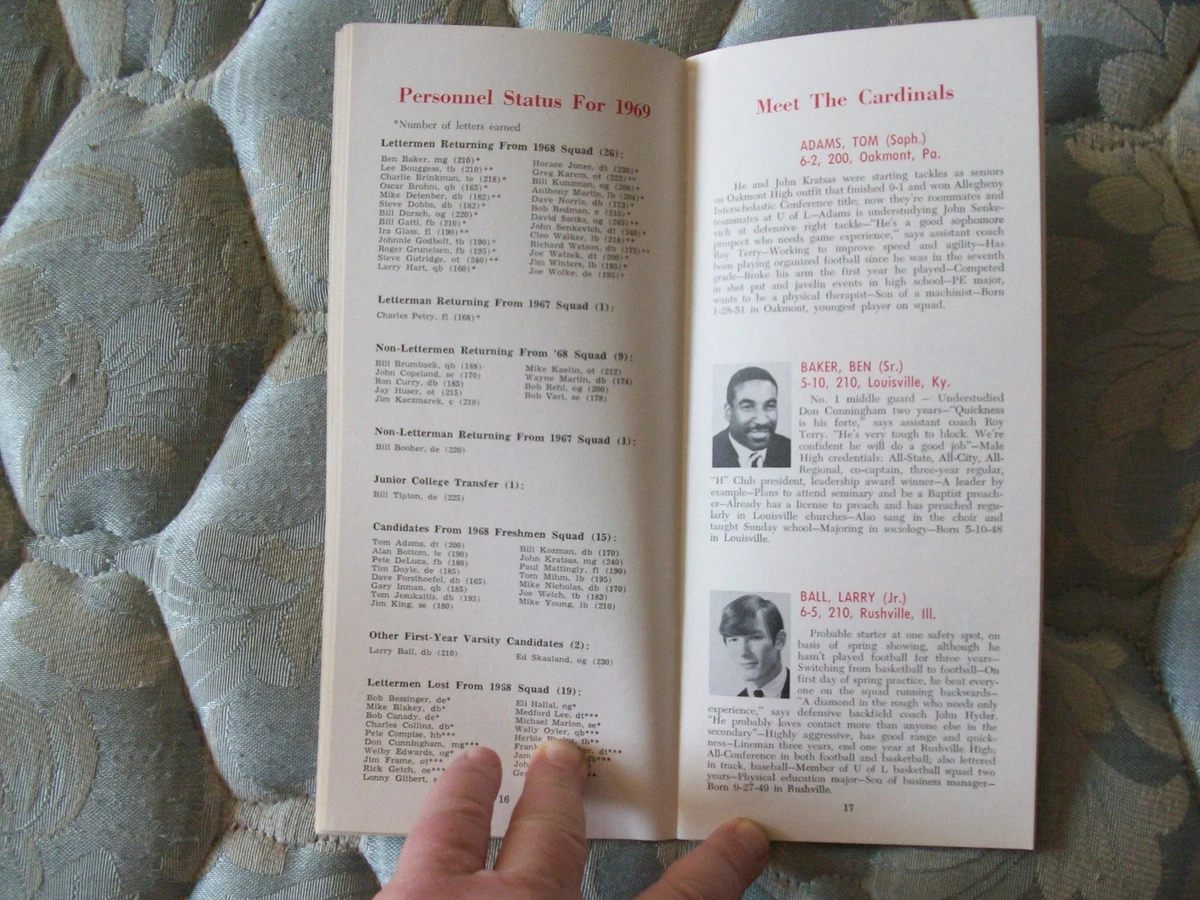 Personnel Status For 1969
*Number of letters earned
Lettermen Returning From 1968 Squad (26):
Ben Baker, mg (210)*
Lee Bouggess, tb (210)**
Charlie Brinkman, te (218)*
Oscar Brohm, qb (165)*
Mike Detenber, db (182)**
Steve Dobbs, db (182)*
Bill Dorsch, og (220)*
Bill Gatti, fb (210)*
Ira Glass, fl (190)**
Johnnie Godbolt, tb (190)*
Roger Gruneisen, fb (195)*
Steve Gutridge, ot (240)**
Larry Hart, qb (160)*
Horace Jones, dt (230)*
Greg Karem, ot (223)**
Bill Kunzman, og (208)*
Anthony Martin, lb (204)*
Dave Norris, db (173)*
Bob Redman, c (215)*
David Sanks, og (245)**
John Senkevich, dt (240)*
Cleo Walker, lb (218)**
Richard Watson, db (172)**
Joe Watzek, dt (200)*
Jim Winters, lb (195)*
Joe Wolke, de (195)*
Letterman Returning From 1967 Squad (1):
Charles Petry, fl (168)*
Non-Lettermen Returning From '68 Squad (9):
Bill Brumback, qb (188)
John Copeland, se (170)
Ron Curry, db (185)
Jay Huser, ot (215)
Jim Kaczmarek, c (210)
Mike Kaelin, ot (212)
Wayne Martin, db (174)
Bob Rehl, og (200)
Bob Vari, se (178)
Non-Letterman Returning From 1967 Squad (1):
Bill Booher, de (220)
Junior College Transfer (1):
Bill Tipton, de (225)
Candidates From 1968 Freshmen Squad (15):
Tom Adams, dt (200)
Alan Bottom, te (190)
Pete DeLuca, fb (180)
Tim Doyle, de (185)
Dave Forsthoefel, db (165)
Gary Inman, qb (185)
Tom Jesukaitis, db (193)
Jim King, se (180)
Bill Kozman, db (170)
John Kratsas, mg (240)
Paul Mattingly, fl (190)
Tom Mihm, lb (195)
Mike Nicholas, db (170)
Joe Welch, tb (183)
Mike Young, lb (210)
Other First-Year Varsity Candidates (2):
Larry Ball, db (210)
Ed Skaaland, og (230)
Lettermen Lost From 1958 Squad (19):
Bob Bessinger, de*
Mike Blakey, db*
Bob Canady, de*
Charles Collins, db*
Pete Compise, hb***
Don Cunningham, mg***
Welby Edwards, og*
Jim Frame, ot***
Rick Getch, oe***
Lonny Gilbert,
Eli Hallal, og*
Medford Lee, dt***
Michael Marion, se*
Wally Oyler, qb***
Herbie Phelps, tb**
16
Meet The Cardinals
ADAMS, TOM (Soph.)
6-2, 200, Oakmont, Pa.
He and John Kratsas were starting tackles as seniors
on Oakmont High outfit that finished 9-1 and won Allegheny
Interscholastic Conference title; now they're roommates and
teammates at U of L—Adams is understudying John Senke-
vich at defensive right tackle—"He's a good sophomore
prospect who needs game experience," says assistant coach
Roy Terry—Working to improve speed and agility—Has
been playing organized football since he was in the seventh
grade—Broke his arm the first year he played—Competed
in shot put and javelin events in high school—PE major,
wants to be a physical therapist—Son of a machinist—Born
1-28-51 in Oakmont, youngest player on squad.
BAKER, BEN (Sr.)
5-10, 210, Louisville, Ky.
No. 1 middle guard — Understudied
Don Cunningham two years—"Quickness
is his forte," says assistant coach Roy
Terry. "He's very tough to block. We're
confident he will do a good job"—Male
High credentials: All-State, All-City, All-
Regional, co-captain, three-year regular,
"H" Club president, leadership award winner—A leader by
example—Plans to attend seminary and be a Baptist preach-
er—Already has a license to preach and has preached regu-
larly in Louisville churches—Also sang in the choir and
taught Sunday school—Majoring in sociology—Born 5-10-48
in Louisville.
BALL, LARRY (Jr.)
6-5, 210, Rushville, Ill.
Probable starter at one safety spot, on
basis of spring showing, although he
hasn't played football for three years—
Switching from basketball to football—On
first day of spring practice, he beat every-
one on the squad running backwards—
"A diamond in the rough who needs only
experience," says defensive backfield coach John Hyder.
"He probably loves contact more than anyone else in the
secondary"—Highly aggressive, has good range and quick-
ness—Lineman three years, end one year at Rushville High;
All-Conference in both football and basketball; also lettered
in track, baseball—Member of U of L basketball squad two
years—Physical education major—Son of business manager—
Born 9-27-49 in Rushville.
17